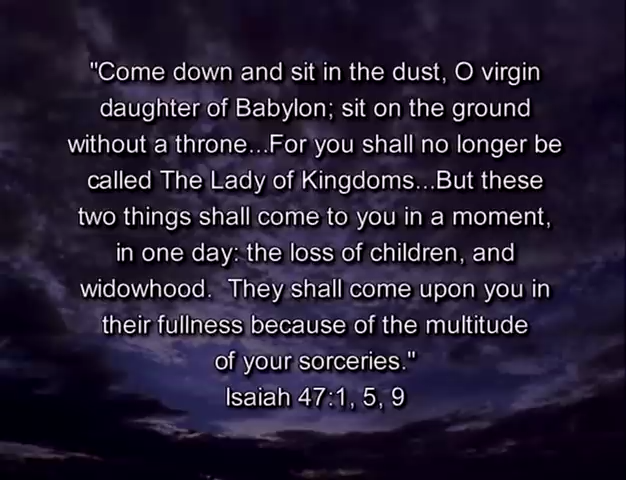 "Come down and sit in the dust, O virgin
daughter of Babylon; sit on the ground
without a throne...For you shall no longer be
called The Lady of Kingdoms...But these
two things shall come to you in a moment,
in one day: the loss of children, and
widowhood.  They shall come upon you in
their fullness because of the multitude
of your sorceries."
Isaiah 47:1, 5, 9